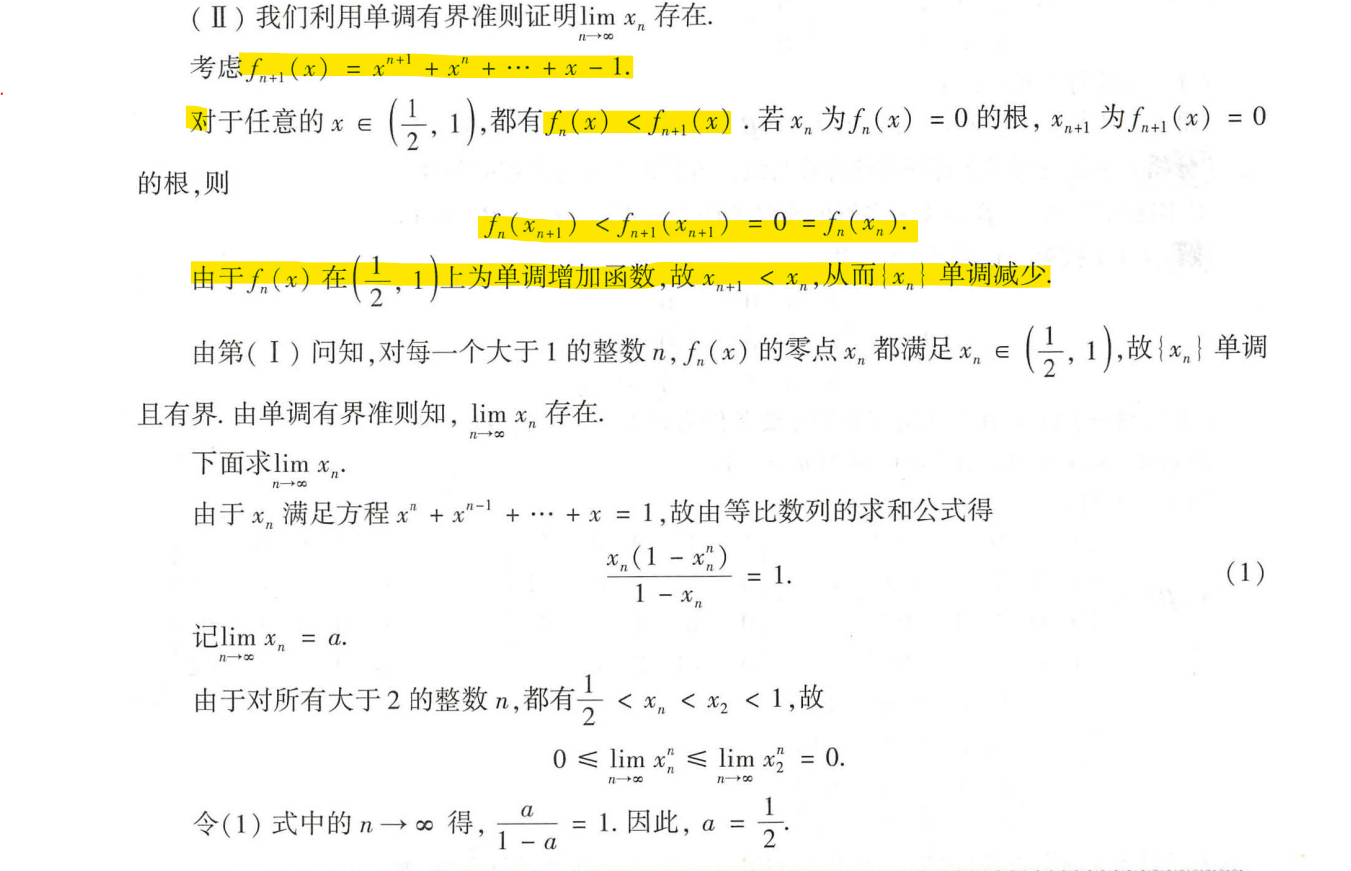 (Ⅱ) 我们利用单调有界准则证明$\lim\limits_{n\to\infty} x_n$ 存在.
考虑$f_{n+1}(x) = x^{n+1} + x^n + \cdots + x - 1$.
对于任意的 $x \in \left(\frac{1}{2}, 1\right)$,都有$f_n(x) < f_{n+1}(x)$ .若 $x_n$ 为$f_n(x) = 0$ 的根, $x_{n+1}$ 为$f_{n+1}(x) = 0$
的根,则
$f_n(x_{n+1}) < f_{n+1}(x_{n+1}) = 0 = f_n(x_n)$.
由于 $f_n(x)$ 在$\left(\frac{1}{2}, 1\right)$上为单调增加函数,故 $x_{n+1} < x_n$,从而$\{x_n\}$ 单调减少.
由第(Ⅰ) 问知,对每一个大于 1 的整数 $n$, $f_n(x)$ 的零点 $x_n$ 都满足 $x_n \in \left(\frac{1}{2}, 1\right)$,故$\{x_n\}$ 单调
且有界. 由单调有界准则知, $\lim\limits_{n\to\infty} x_n$ 存在.
下面求$\lim\limits_{n\to\infty} x_n$.
由于 $x_n$ 满足方程 $x^n + x^{n-1} + \cdots + x = 1$,故由等比数列的求和公式得
$\frac{x_n(1 - x_n^n)}{1 - x_n} = 1.$ (1)
记$\lim\limits_{n\to\infty} x_n = a$.
由于对所有大于 2 的整数 $n$,都有$\frac{1}{2} < x_n < x_2 < 1$,故
$0 \leqslant \lim\limits_{n\to\infty} x_n^n \leqslant \lim\limits_{n\to\infty} x_2^n = 0.$
令(1) 式中的 $n \to \infty$ 得, $\frac{a}{1 - a} = 1$. 因此, $a = \frac{1}{2}$.